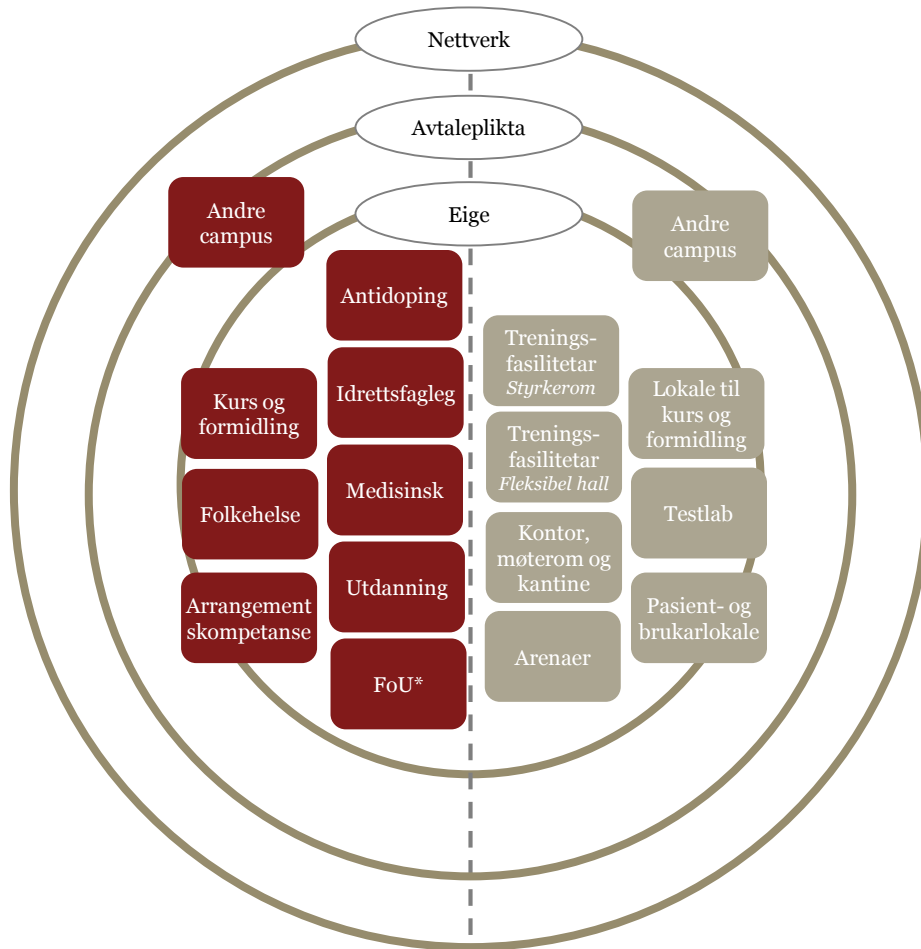 Nettverk
Avtaleplikta
Eige
Andre
campus
Andre
campus
Antidoping
Idrettsfagleg
Medisinsk
Utdanning
FoU*
Kurs og
formidling
Folkehelse
Arrangement
skompetanse
Trenings-
fasilitetar
Styrkerom
Trenings-
fasilitetar
Fleksibel hall
Kontor,
møterom og
kantine
Arenaer
Lokale til
kurs og
formidling
Testlab
Pasient- og
brukarlokale